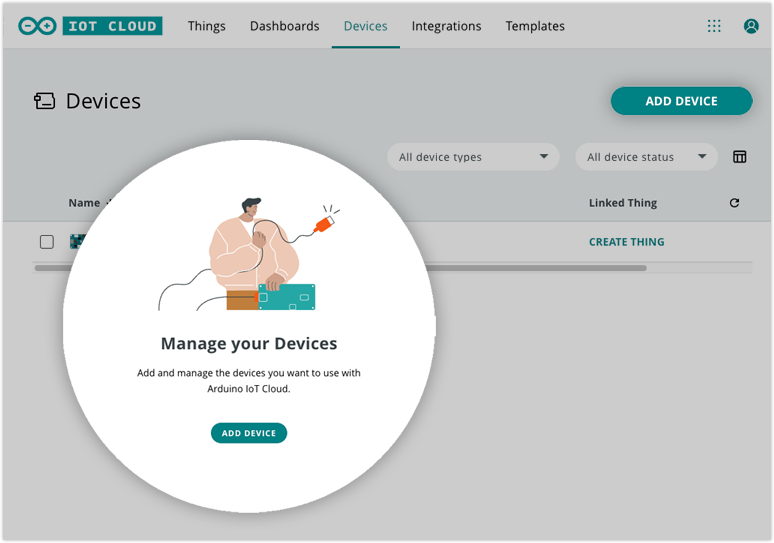 IOT CLOUD
Things Dashboards Devices Integrations Templates
Devices
ADD DEVICE
All device types All device status
Name Linked Thing
CREATE THING
Manage your Devices
Add and manage the devices you want to use with
Arduino IoT Cloud.
ADD DEVICE